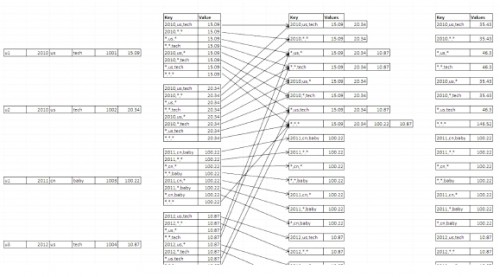 Key Values
2010,us,tech 15.09
2010,*,* 15.09
*,us,* 15.09
*,*,tech 15.09
u1 2010 us tech 1001 15.09
2010,us,* 15.09
2010,*,tech 15.09
*,us,tech 15.09
*,*,* 15.09
2010,us,tech 20.34
2010,*,* 20.34
*,us,* 20.34
*,*,tech 20.34
u2 2010 us tech 1002 20.34
2010,us,* 20.34
2010,*,tech 20.34
*,us,tech 20.34
2011,cn,baby 100.22
2011,*,* 100.22
*,cn,* 100.22
*,*,baby 100.22
u1 2011 cn baby 1003 100.22
2011,cn,* 100.22
2011,*,baby 100.22
*,cn,baby 100.22
*,*,* 100.22
2012,us,tech 10.87
2012,*,* 10.87
*,us,* 10.87
*,*,tech 10.87
u3 2012 us tech 1004 10.87
2012,us,* 10.87
2012,*,tech 10.87
*,us,tech 10.87
Key Values
2010,us,tech 15.09 20.34
2010,*,* 15.09 20.34
*,us,* 15.09 20.34 10.87
*,*,tech 15.09 20.34 10.87
2010,us,* 15.09 20.34
2010,*,tech 15.09 20.34
*,us,tech 15.09 20.34 10.87
*,*,* 15.09 20.34 100.22 10.87
2011,cn,baby 100.22
2011,*,* 100.22
*,cn,* 100.22
*,*,baby 100.22
2011,cn,* 100.22
2011,*,baby 100.22
*,cn,baby 100.22
2012,us,tech 10.87
2012,*,* 10.87
Key Values
2010,us,tech 35.43
2010,*,* 35.43
*,us,* 46.3
*,*,tech 46.3
2010,us,* 35.43
2010,*,tech 35.43
*,us,tech 46.3
*,*,* 146.52
2011,cn,baby 100.22
2011,*,* 100.22
*,cn,* 100.22
*,*,baby 100.22
2011,cn,* 100.22
2011,*,baby 100.22
*,cn,baby 100.22
2012,us,tech 10.87
2012,*,* 10.87